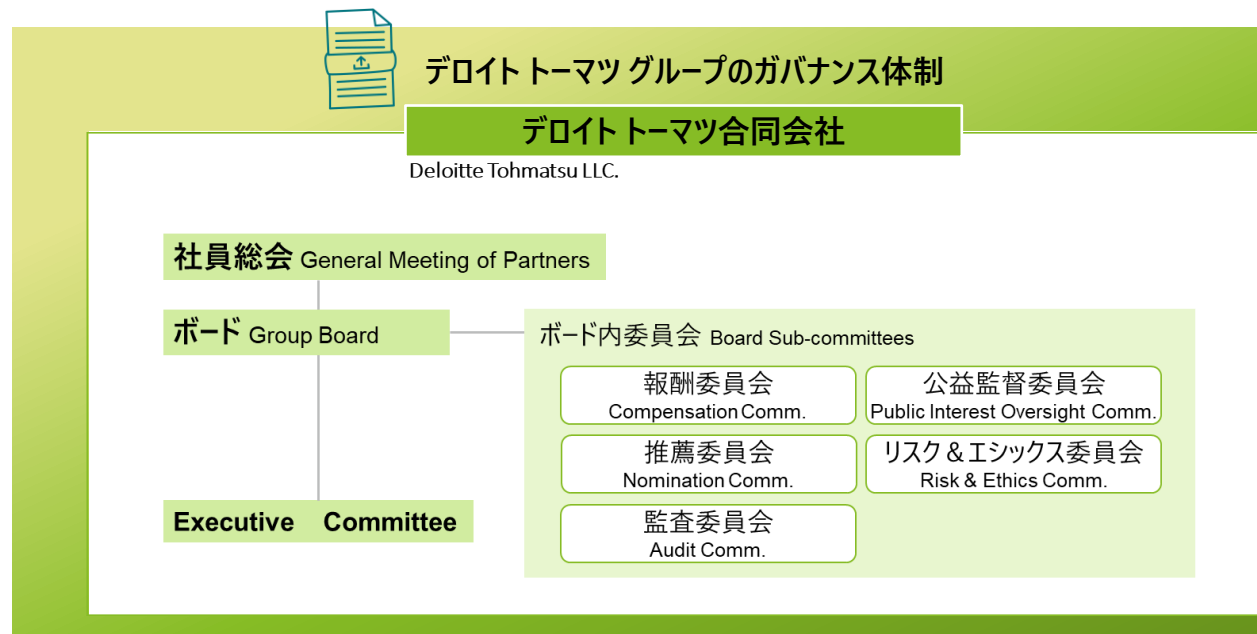 デロイト トーマツ グループのガバナンス体制
デロイト トーマツ合同会社
Deloitte Tohmatsu LLC.
社員総会 General Meeting of Partners
ボード Group Board
ボード内委員会 Board Sub-committees
報酬委員会
Compensation Comm.
公益監督委員会
Public Interest Oversight Comm.
推薦委員会
Nomination Comm.
リスク＆エシックス委員会
Risk & Ethics Comm.
監査委員会
Audit Comm.
Executive Committee